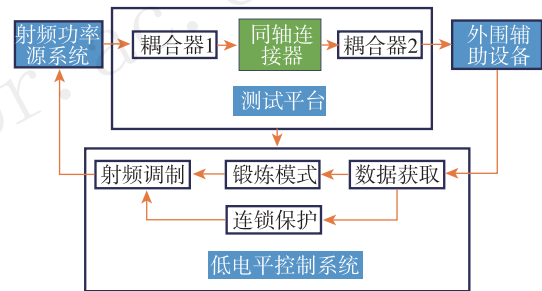 射频功率
源系统
耦合器1
同轴连
接器
耦合器2
外围辅
助设备
测试平台
射频调制
锻炼模式
数据获取
连锁保护
低电平控制系统